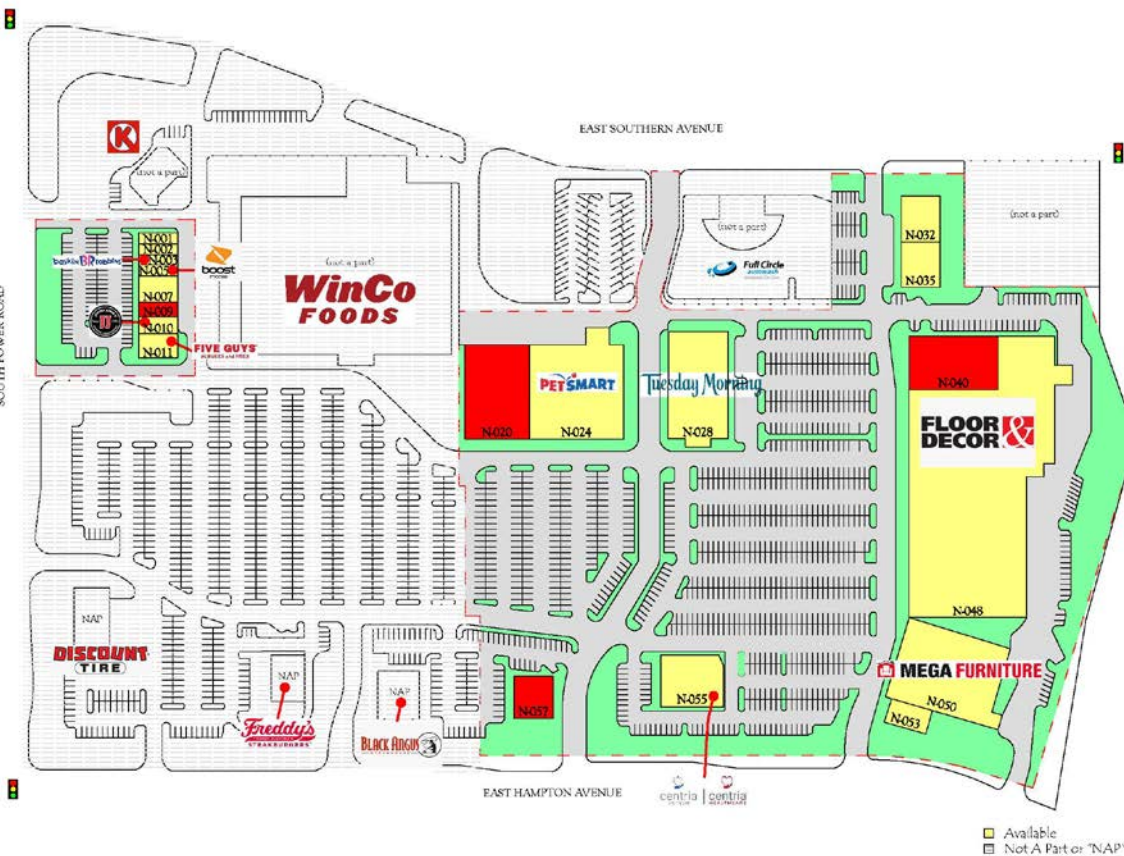 EAST SOUTHERN AVENUE
K
(not a part)
(not a part)
N-001
N-002
N-003
N-005
N-007
N-009
N-010
N-011
baskin BR robbins
boost
FIVE GUYS
SOUTH POWER ROAD
(not a part)
WinCo
FOODS
(not a part)
Full Circle
N-032
N-035
PETSMART
Tuesday Morning
N-020
N-024
N-028
N-040
FLOOR &
DECOR
N-048
NAP
DISCOUNT
TIRE
NAP
Freddy's
STEAKBURGERS
NAP
BLACK ANGUS
N-057
N-055
MEGA FURNITURE
N-050
N-053
EAST HAMPTON AVENUE
centria | centria
HEALTHCARE
Available
Not A Part or "NAP"